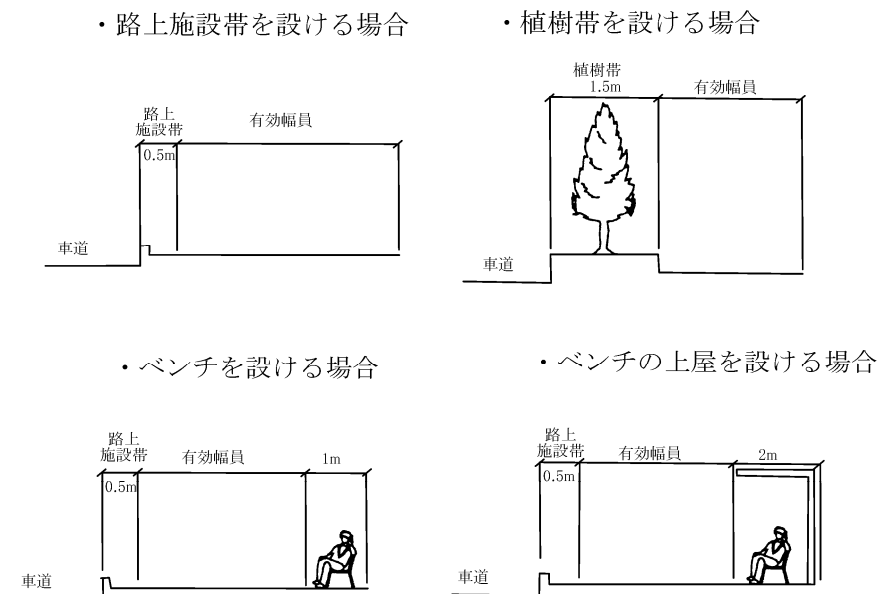 ・路上施設帯を設ける場合
路上
施設帯
有効幅員
0.5m
車道
・植樹帯を設ける場合
植樹帯
1.5m
有効幅員
車道
・ベンチを設ける場合
路上
施設帯
有効幅員
1m
0.5m
車道
・ベンチの上屋を設ける場合
路上
施設帯
有効幅員
2m
0.5m
車道